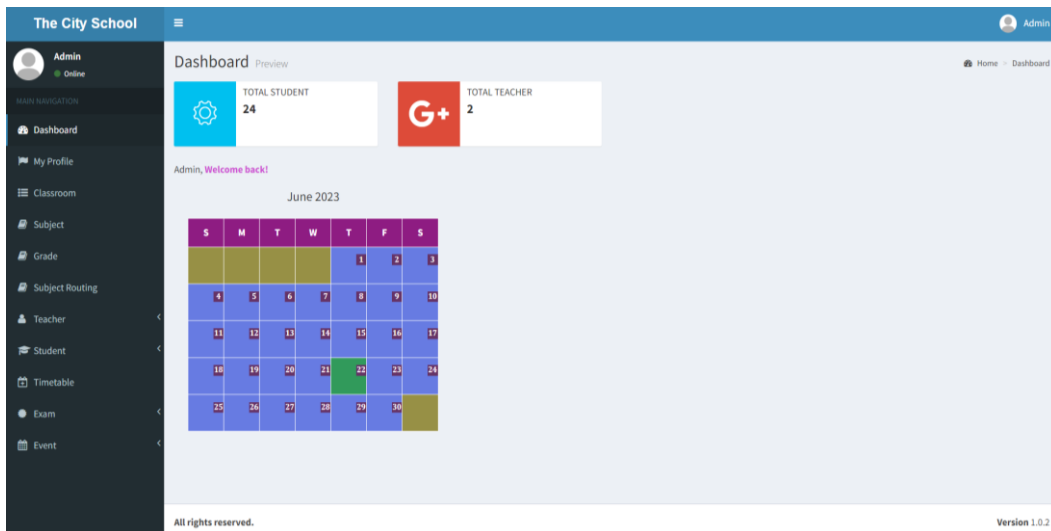 The City School
Admin
Admin
Online
MAIN NAVIGATION
Dashboard
My Profile
Classroom
Subject
Grade
Subject Routing
Teacher
Student
Timetable
Exam
Event
Dashboard Preview
Home > Dashboard
TOTAL STUDENT
24
G+
TOTAL TEACHER
2
Admin, Welcome back!
June 2023
S M T W T F S
1 2 3
4 5 6 7 8 9 10
11 12 13 14 15 16 17
18 19 20 21 22 23 24
25 26 27 28 29 30
All rights reserved.
Version 1.0.2